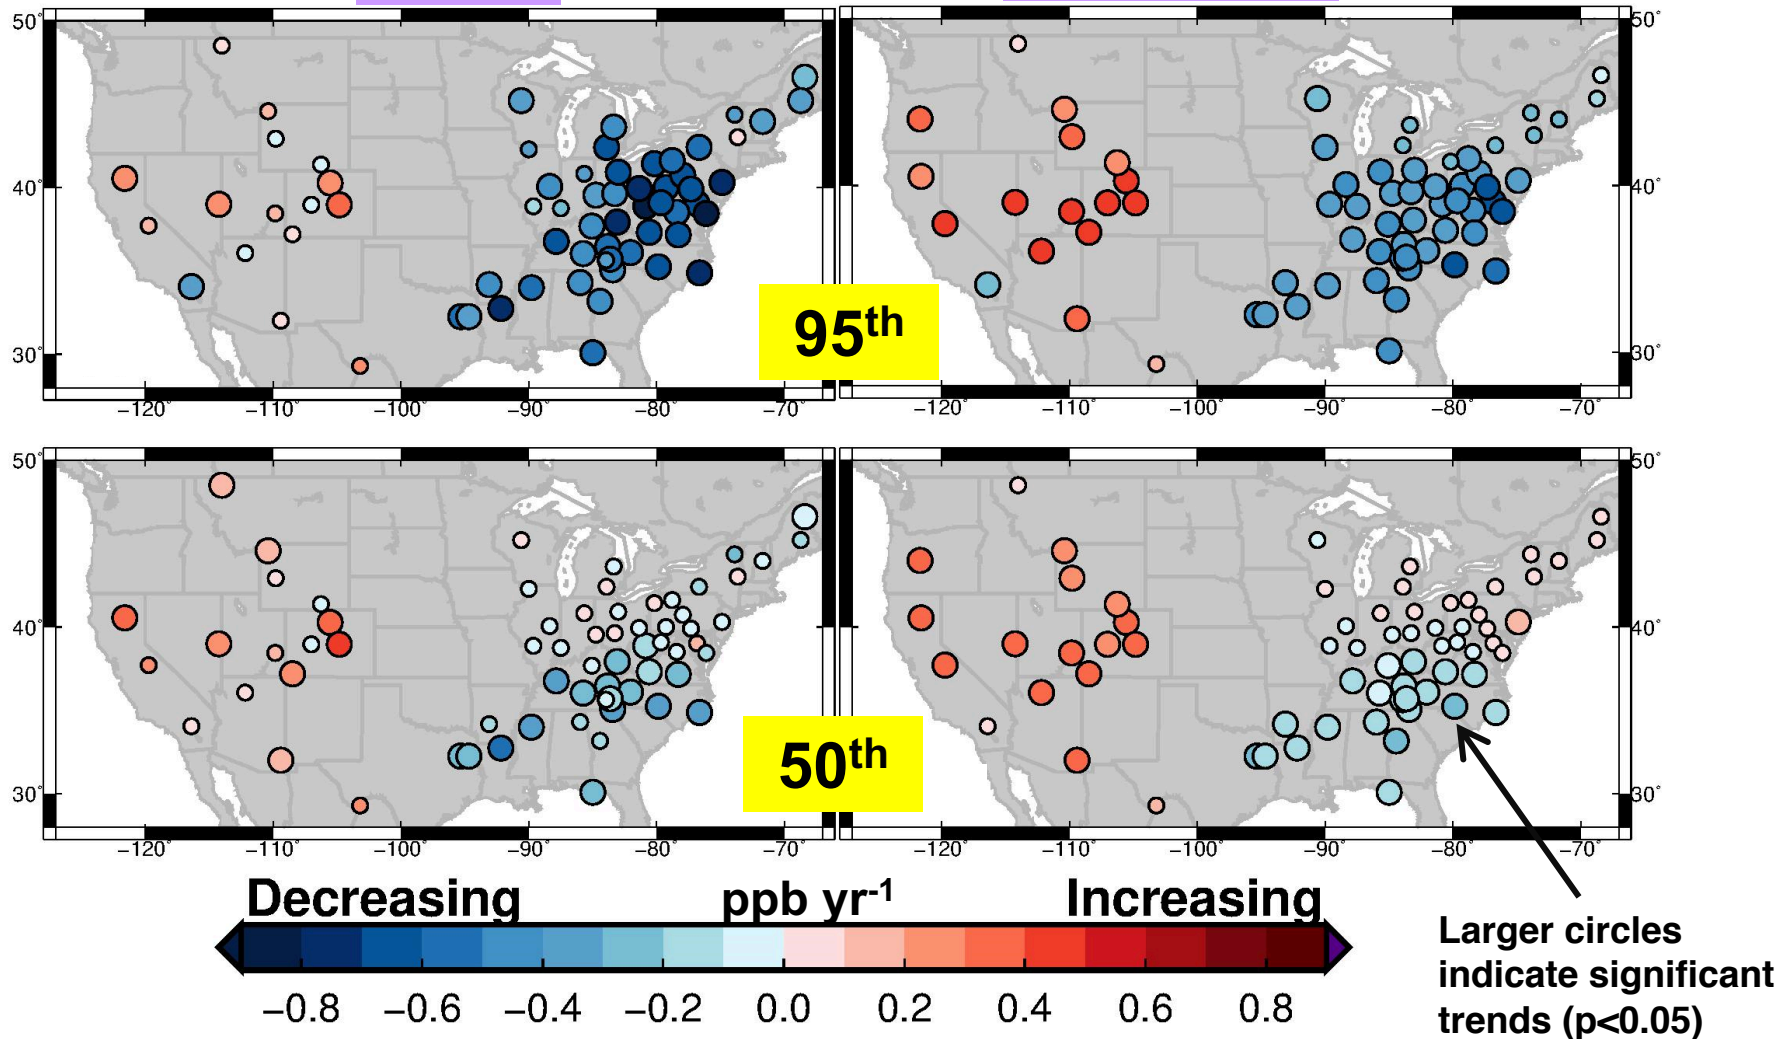 50° 50°
40° 40°
30° 30°
95th
−120° −110° −100° −90° −80° −70° −120° −110° −100° −90° −80° −70°
50° 50°
40° 40°
50th
30° 30°
−120° −110° −100° −90° −80° −70° −120° −110° −100° −90° −80° −70°
Decreasing ppb yr-1 Increasing
−0.8 −0.6 −0.4 −0.2 0.0 0.2 0.4 0.6 0.8
Larger circles
indicate significant
trends (p<0.05)